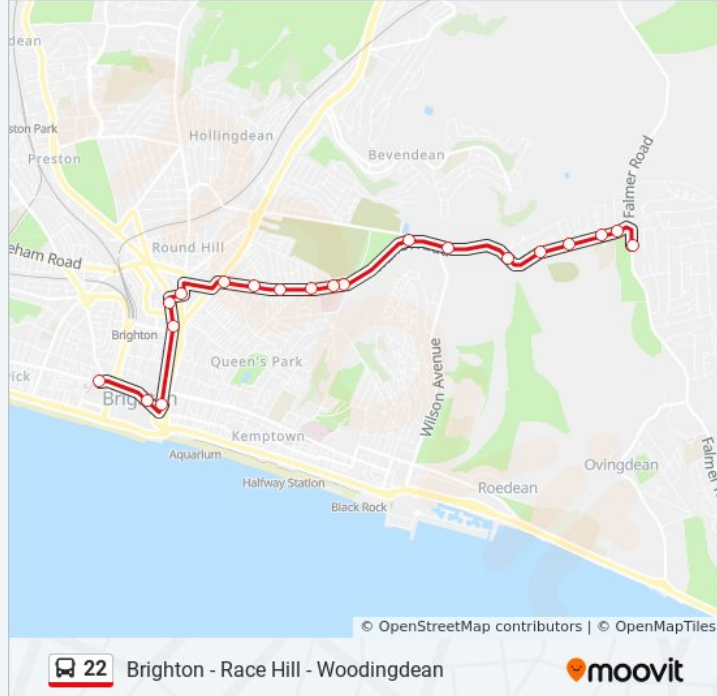 dean
Hollingdean
ston Park
Preston
Bevendean
Falmer Road
Round Hill
eham Road
Brighton
Queen's Park
wick
Brighton
Wilson Avenue
Kemptown
Aquarium
Halfway Station
Black Rock
Roedean
Ovingdean
Falmer
© OpenStreetMap contributors | © OpenMapTiles
22 Brighton - Race Hill - Woodingdean moovit